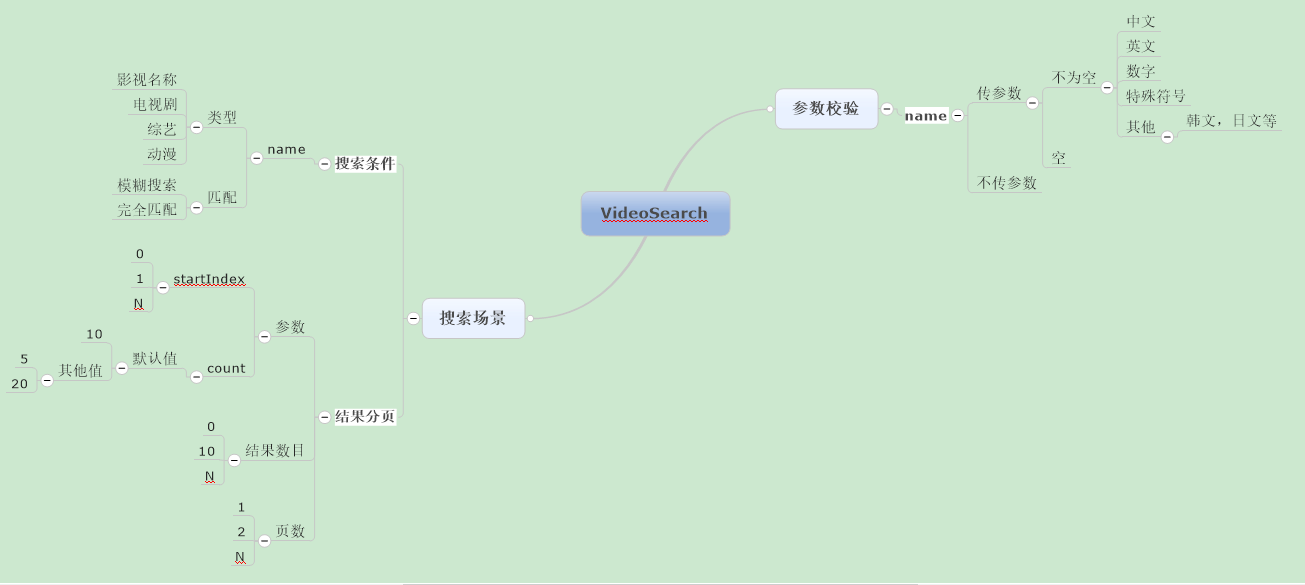 VideoSearch
参数校验
name
传参数
不为空
中文
英文
数字
特殊符号
其他
韩文，日文等
空
不传参数
搜索场景
搜索条件
name
类型
影视名称
电视剧
综艺
动漫
匹配
模糊搜索
完全匹配
结果分页
参数
startIndex
0
1
N
count
默认值
10
其他值
5
20
结果数目
0
10
N
页数
1
2
N